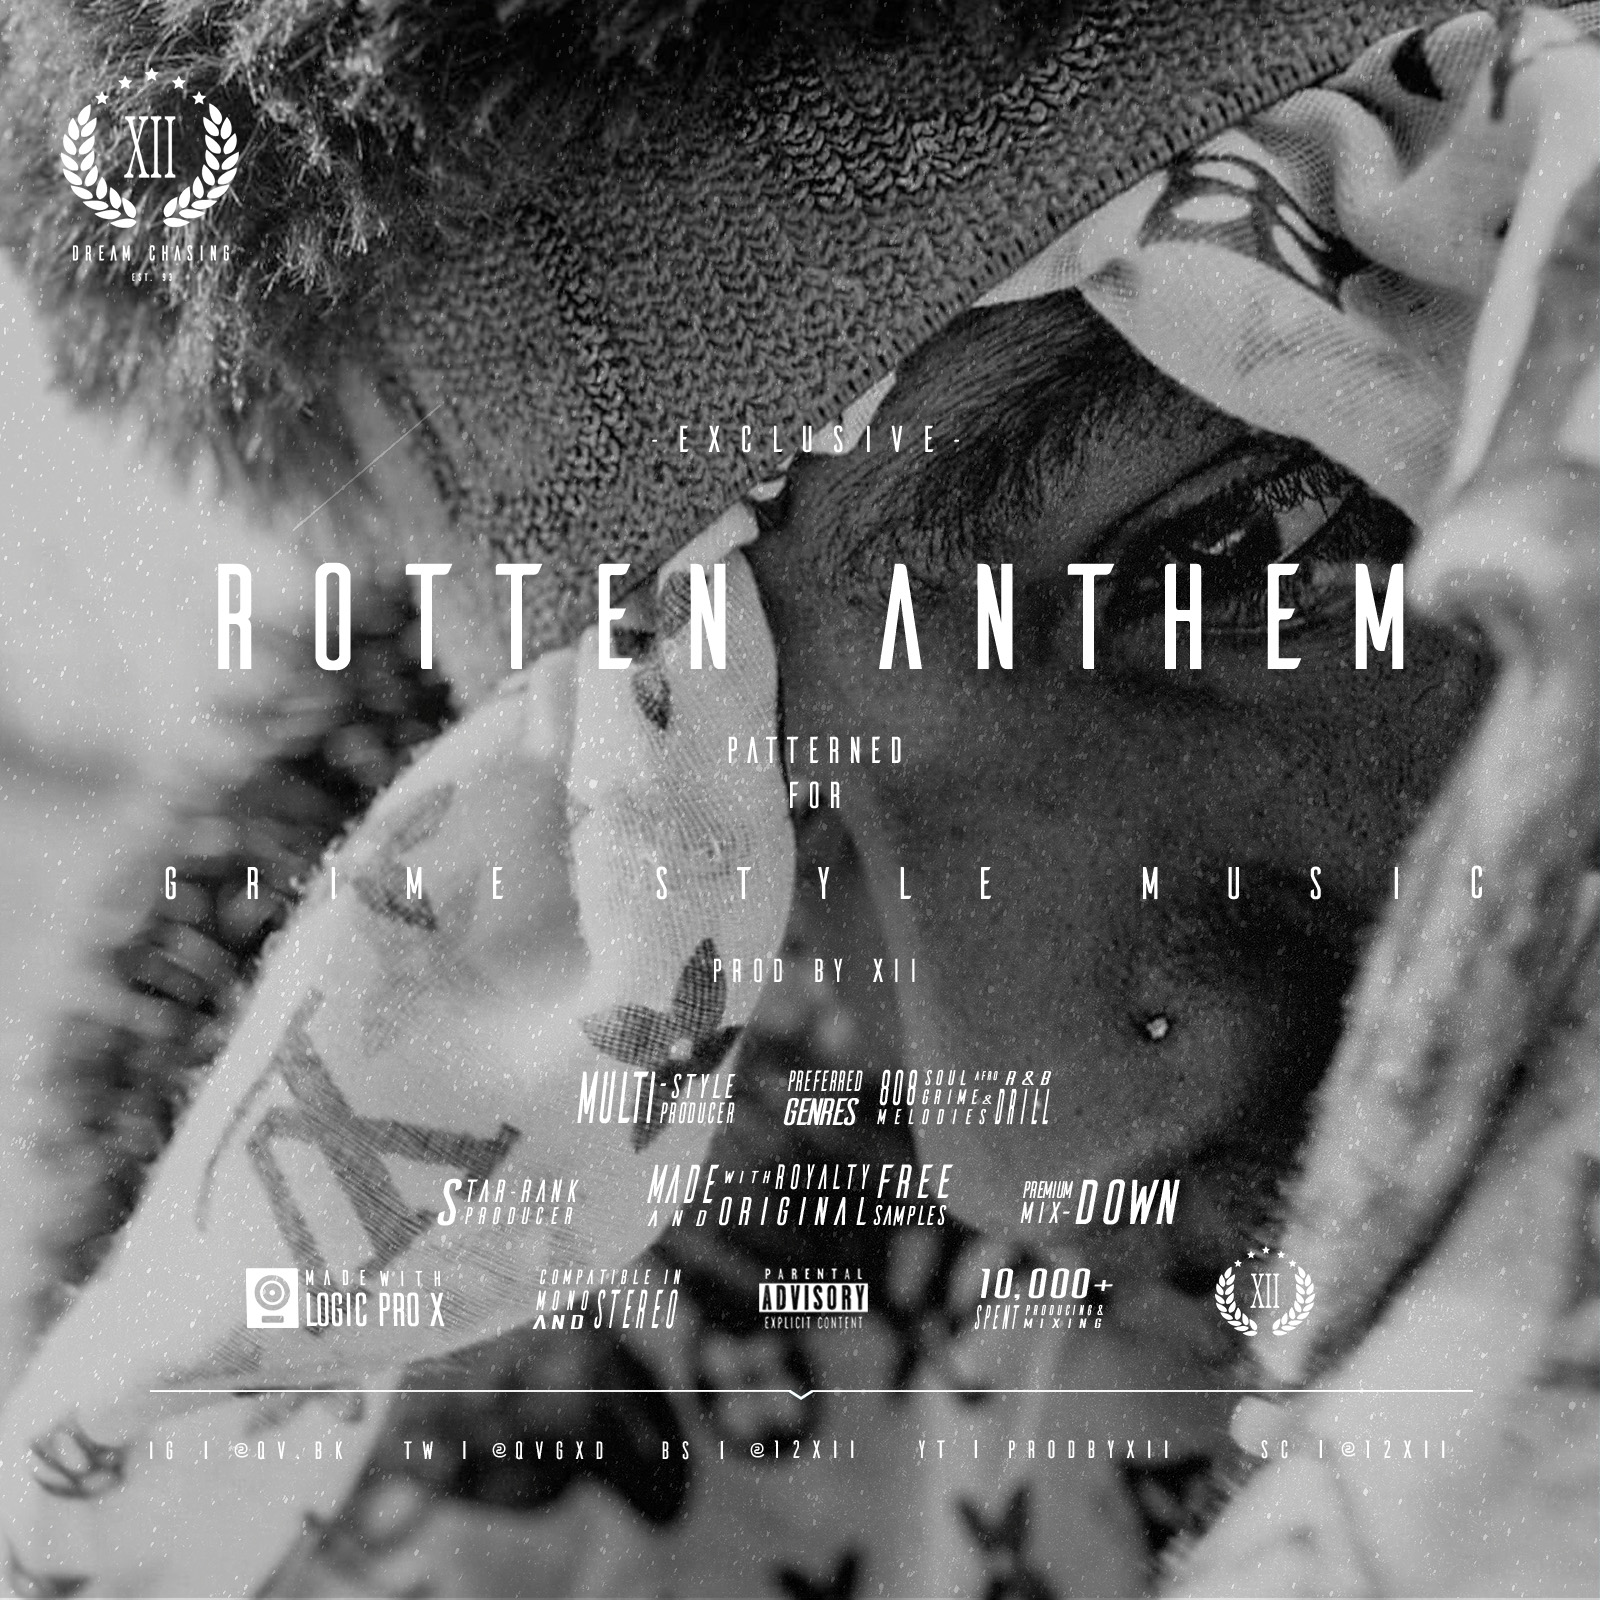 XII
DREAM CHASING
EST. 93
-EXCLUSIVE-
ROTTEN ANTHEM
PATTERNED
FOR
GRIME STYLE MUSIC
PROD BY XII
MULTI-STYLE PRODUCER
PREFERRED GENRES
808 MELODIES SOUL AFRO R&B GRIME & DRILL
STAR-RANK PRODUCER
MADE WITH ROYALTY FREE
AND ORIGINAL SAMPLES
PREMIUM MIX-DOWN
MADE WITH
LOGIC PRO X
COMPATIBLE IN
MONO AND STEREO
PARENTAL
ADVISORY
EXPLICIT CONTENT
10,000+
SPENT PRODUCING & MIXING
XII
IG | @QV.BK TW | @QVGXD BS | @12XII YT | PRODBYXII SC | @12XII